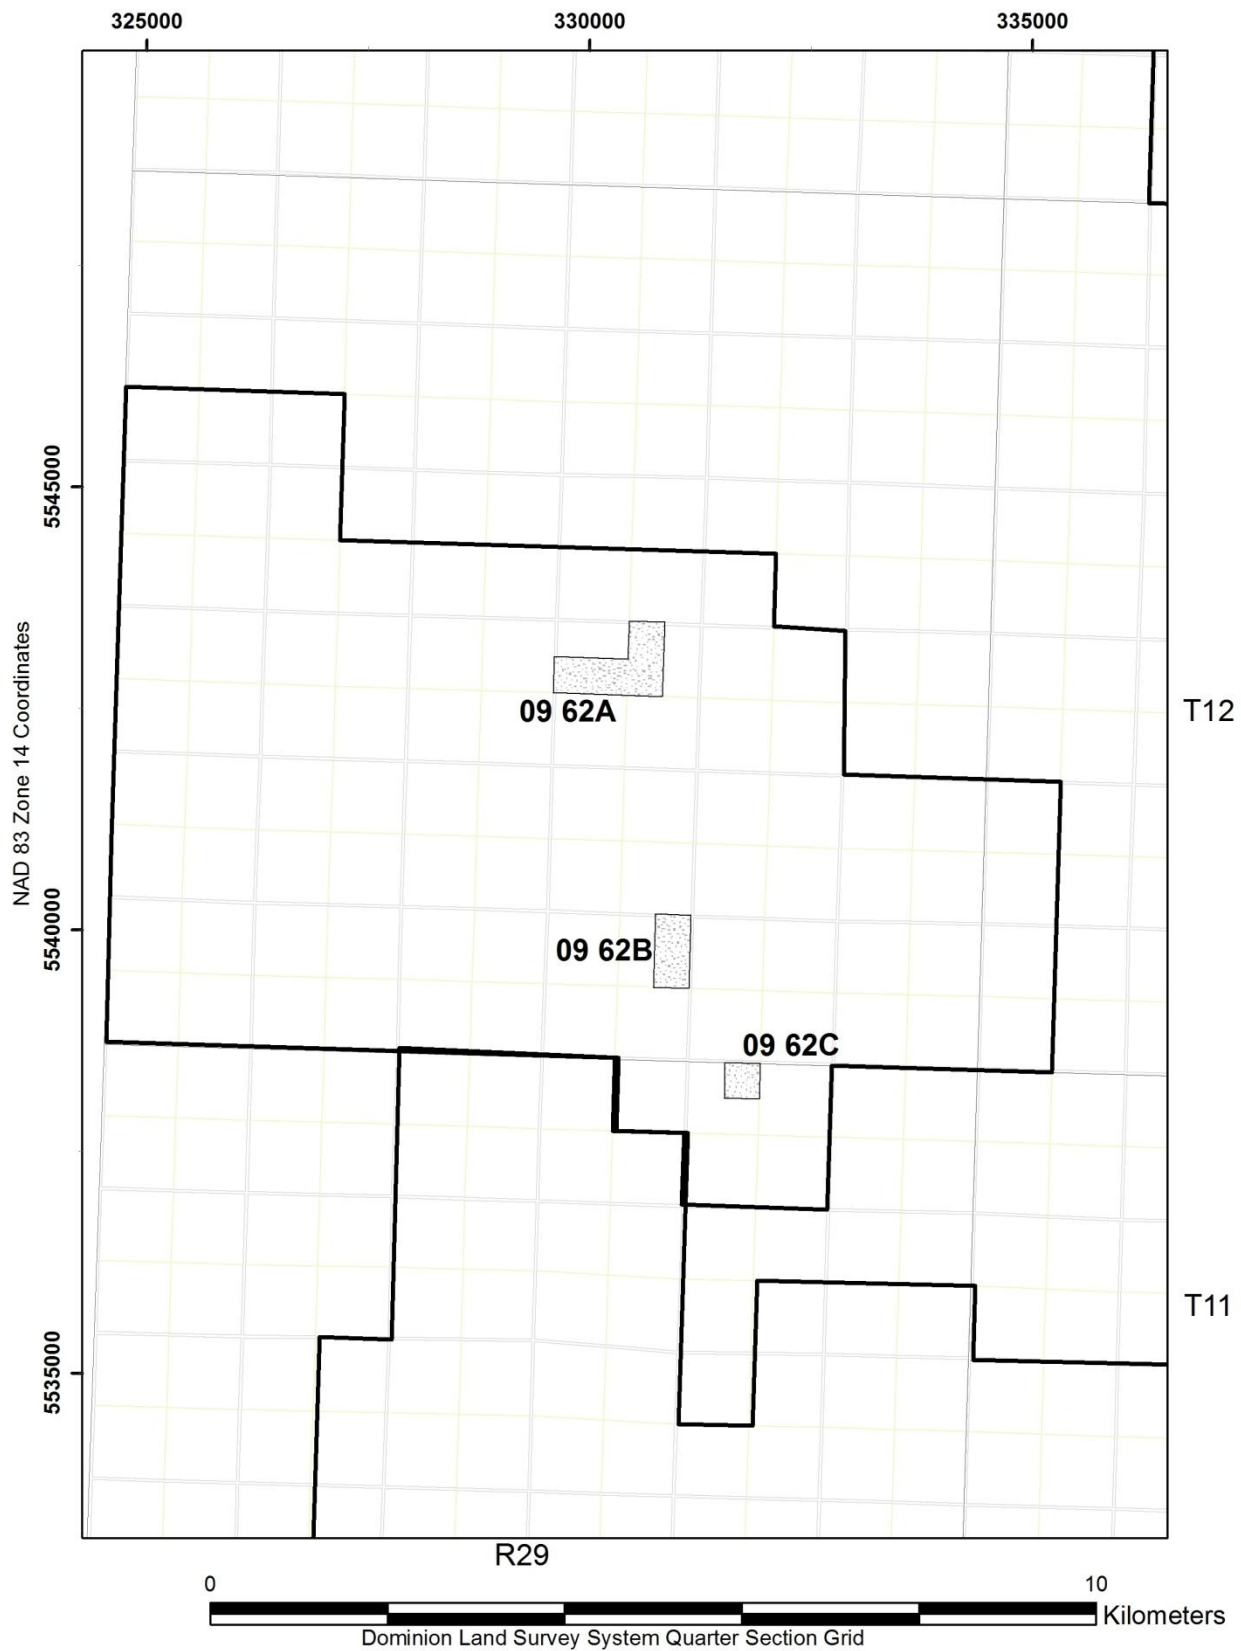 325000 330000 335000
5545000
5540000
5535000
NAD 83 Zone 14 Coordinates
09 62A
09 62B
09 62C
T12
T11
R29
0 10
Kilometers
Dominion Land Survey System Quarter Section Grid